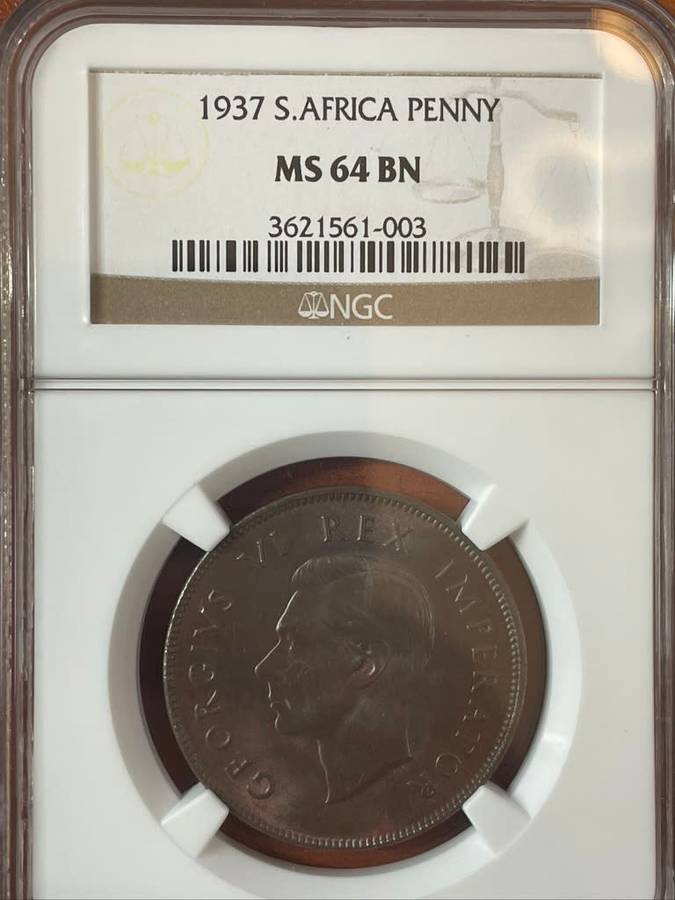 1937 S.AFRICA PENNY
MS 64 BN
3621561-003
NGC
GEORGIVS VI REX IMPERATOR